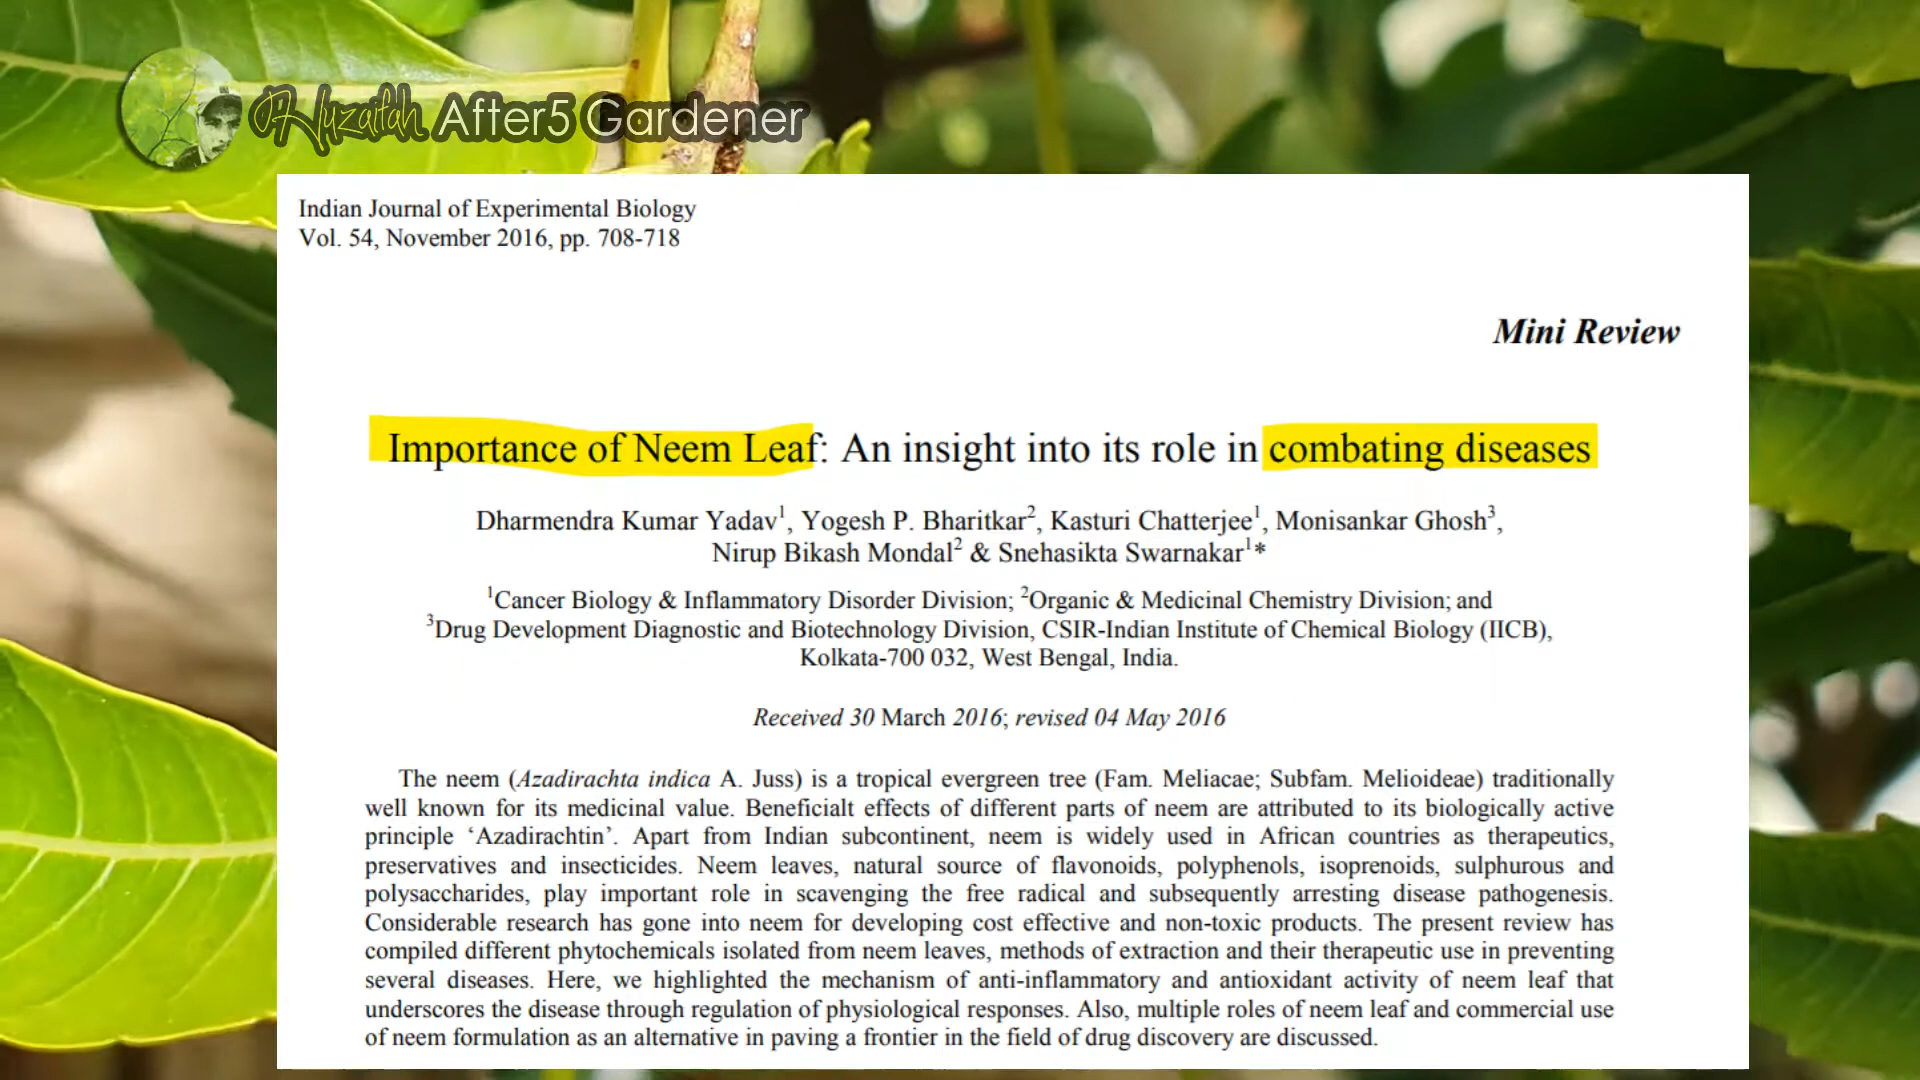 Huzaifah After5 Gardener
Indian Journal of Experimental Biology
Vol. 54, November 2016, pp. 708-718
Mini Review
Importance of Neem Leaf: An insight into its role in combating diseases
Dharmendra Kumar Yadav¹, Yogesh P. Bharitkar², Kasturi Chatterjee¹, Monisankar Ghosh³,
Nirup Bikash Mondal² & Snehasikta Swarnakar¹*
¹Cancer Biology & Inflammatory Disorder Division; ²Organic & Medicinal Chemistry Division; and
³Drug Development Diagnostic and Biotechnology Division, CSIR-Indian Institute of Chemical Biology (IICB),
Kolkata-700 032, West Bengal, India.
Received 30 March 2016; revised 04 May 2016
The neem (Azadirachta indica A. Juss) is a tropical evergreen tree (Fam. Meliacae; Subfam. Melioideae) traditionally
well known for its medicinal value. Beneficialt effects of different parts of neem are attributed to its biologically active
principle ‘Azadirachtin’. Apart from Indian subcontinent, neem is widely used in African countries as therapeutics,
preservatives and insecticides. Neem leaves, natural source of flavonoids, polyphenols, isoprenoids, sulphurous and
polysaccharides, play important role in scavenging the free radical and subsequently arresting disease pathogenesis.
Considerable research has gone into neem for developing cost effective and non-toxic products. The present review has
compiled different phytochemicals isolated from neem leaves, methods of extraction and their therapeutic use in preventing
several diseases. Here, we highlighted the mechanism of anti-inflammatory and antioxidant activity of neem leaf that
underscores the disease through regulation of physiological responses. Also, multiple roles of neem leaf and commercial use
of neem formulation as an alternative in paving a frontier in the field of drug discovery are discussed.